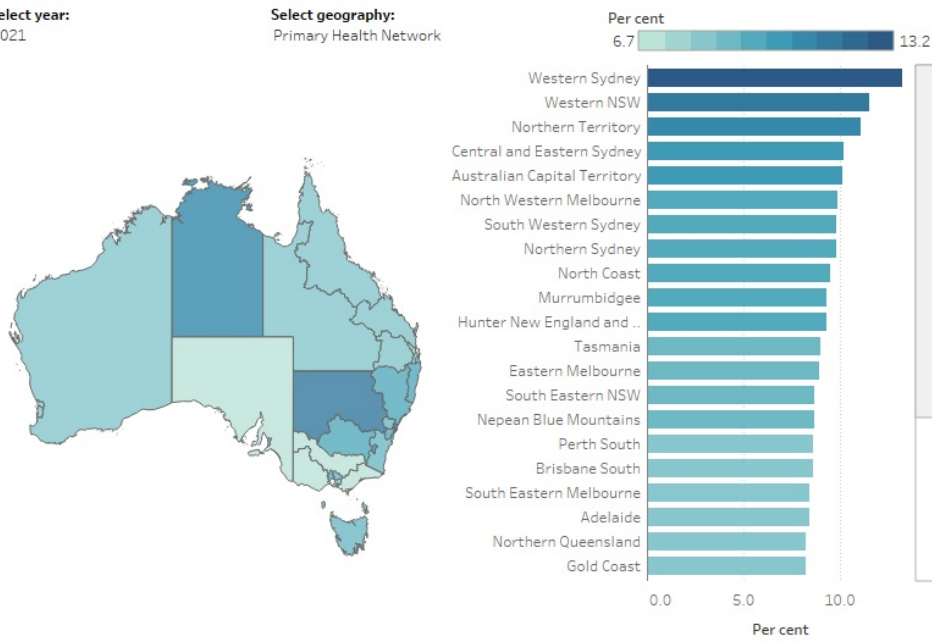 elect year:
021
Select geography:
Primary Health Network
Per cent
6.7 13.2
Western Sydney
Western NSW
Northern Territory
Central and Eastern Sydney
Australian Capital Territory
North Western Melbourne
South Western Sydney
Northern Sydney
North Coast
Murrumbidgee
Hunter New England and ..
Tasmania
Eastern Melbourne
South Eastern NSW
Nepean Blue Mountains
Perth South
Brisbane South
South Eastern Melbourne
Adelaide
Northern Queensland
Gold Coast
0.0 5.0 10.0
Per cent